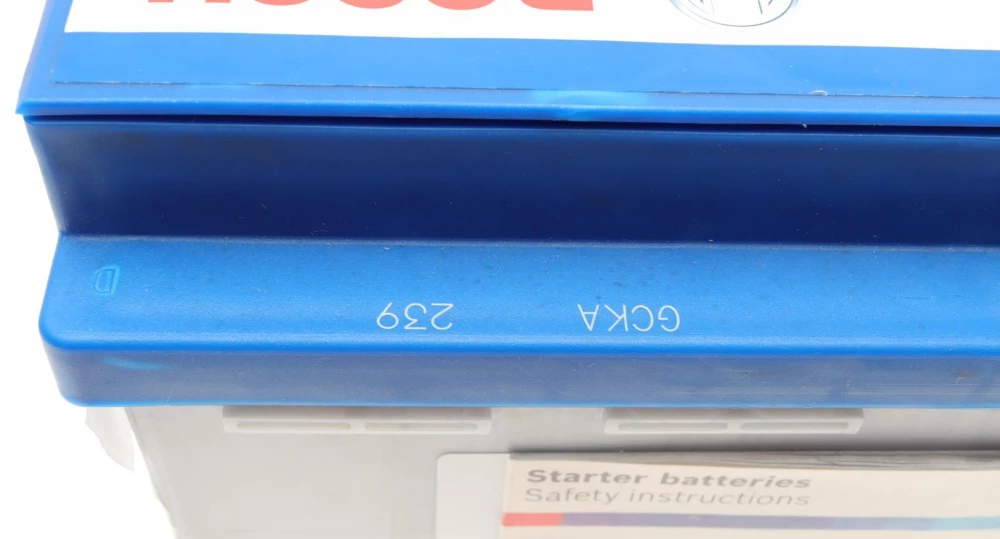 GCKA 239
Starter batteries
Safety instructions